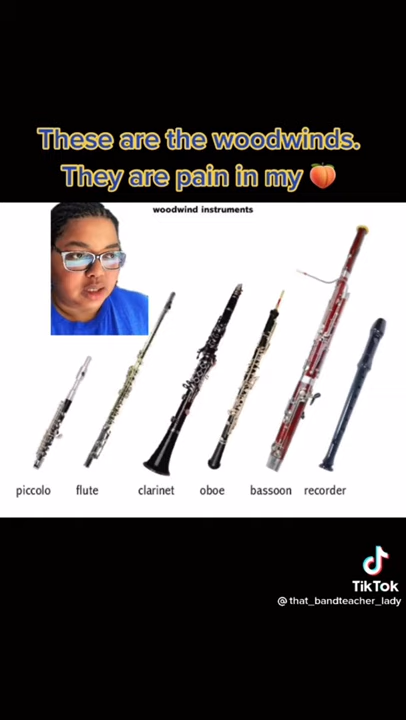 These are the woodwinds.
They are pain in my 🍑
woodwind instruments
piccolo flute clarinet oboe bassoon recorder
TikTok
@ that_bandteacher_lady